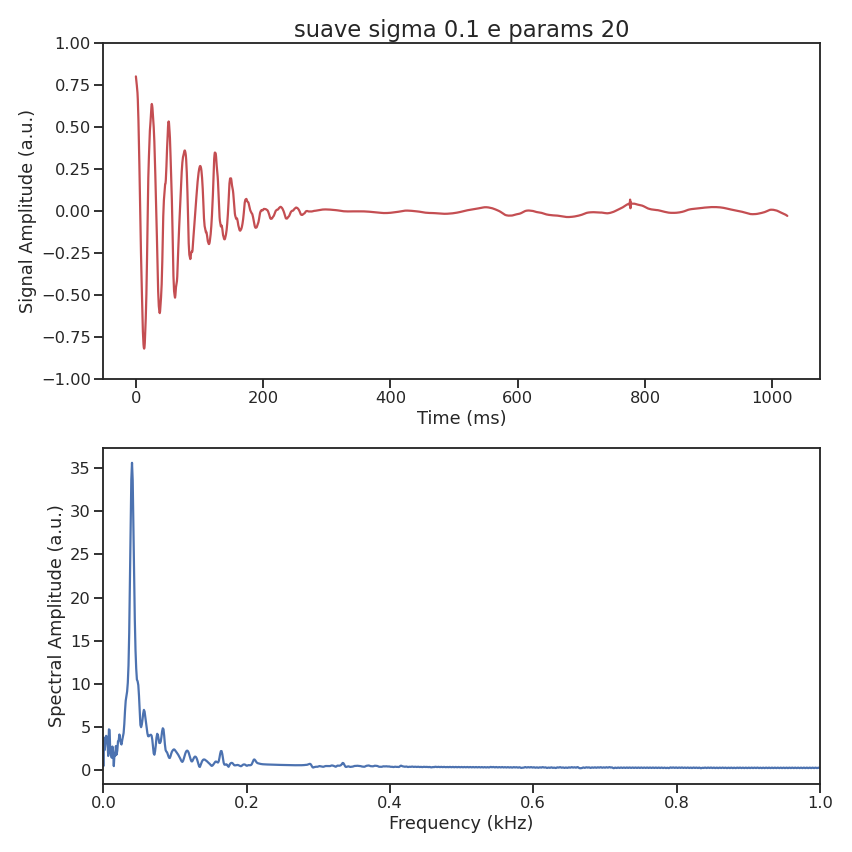 suave sigma 0.1 e params 20
1.00
0.75
0.50
0.25
0.00
−0.25
−0.50
−0.75
−1.00
Signal Amplitude (a.u.)
0 200 400 600 800 1000
Time (ms)
35
30
25
20
15
10
5
0
Spectral Amplitude (a.u.)
0.0 0.2 0.4 0.6 0.8 1.0
Frequency (kHz)